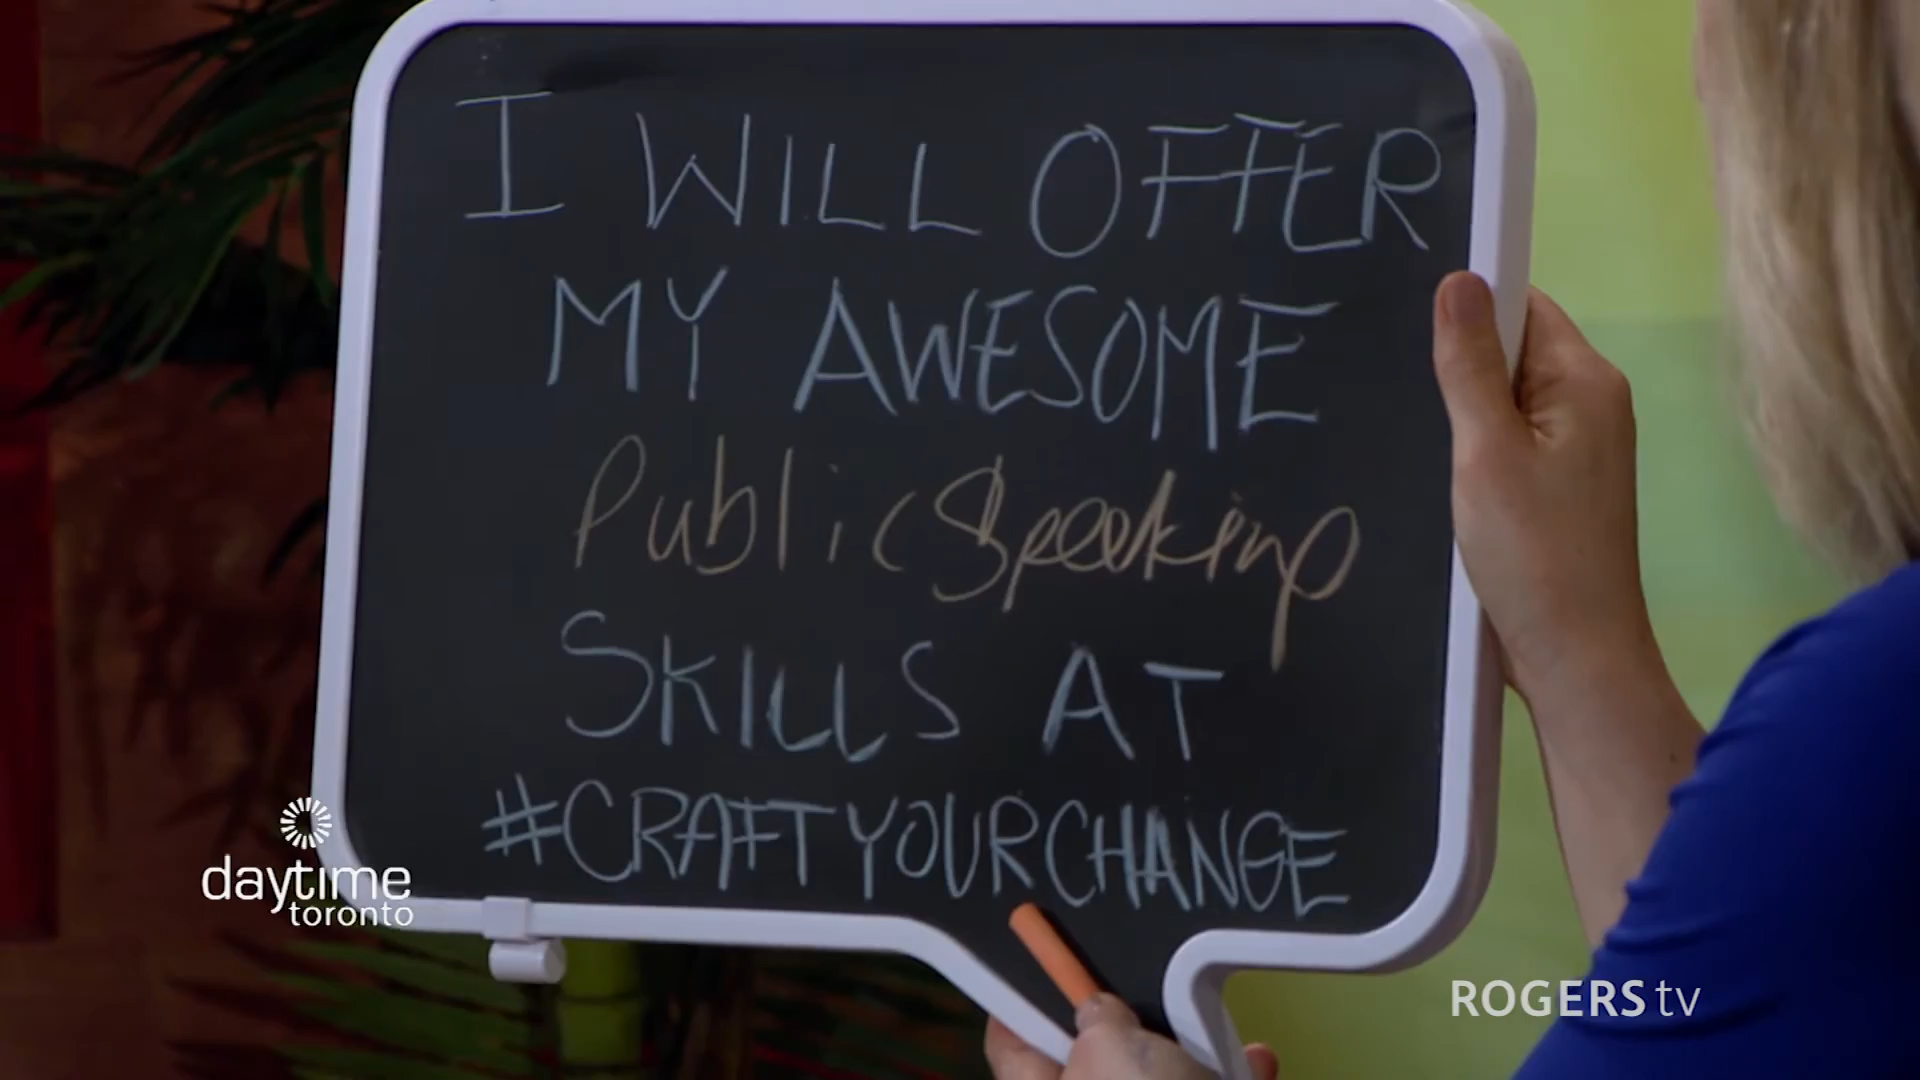 I WILL OFFER
MY AWESOME
Public Speaking
SKILLS AT
#CRAFTYOURCHANGE
daytime
toronto
ROGERS tv